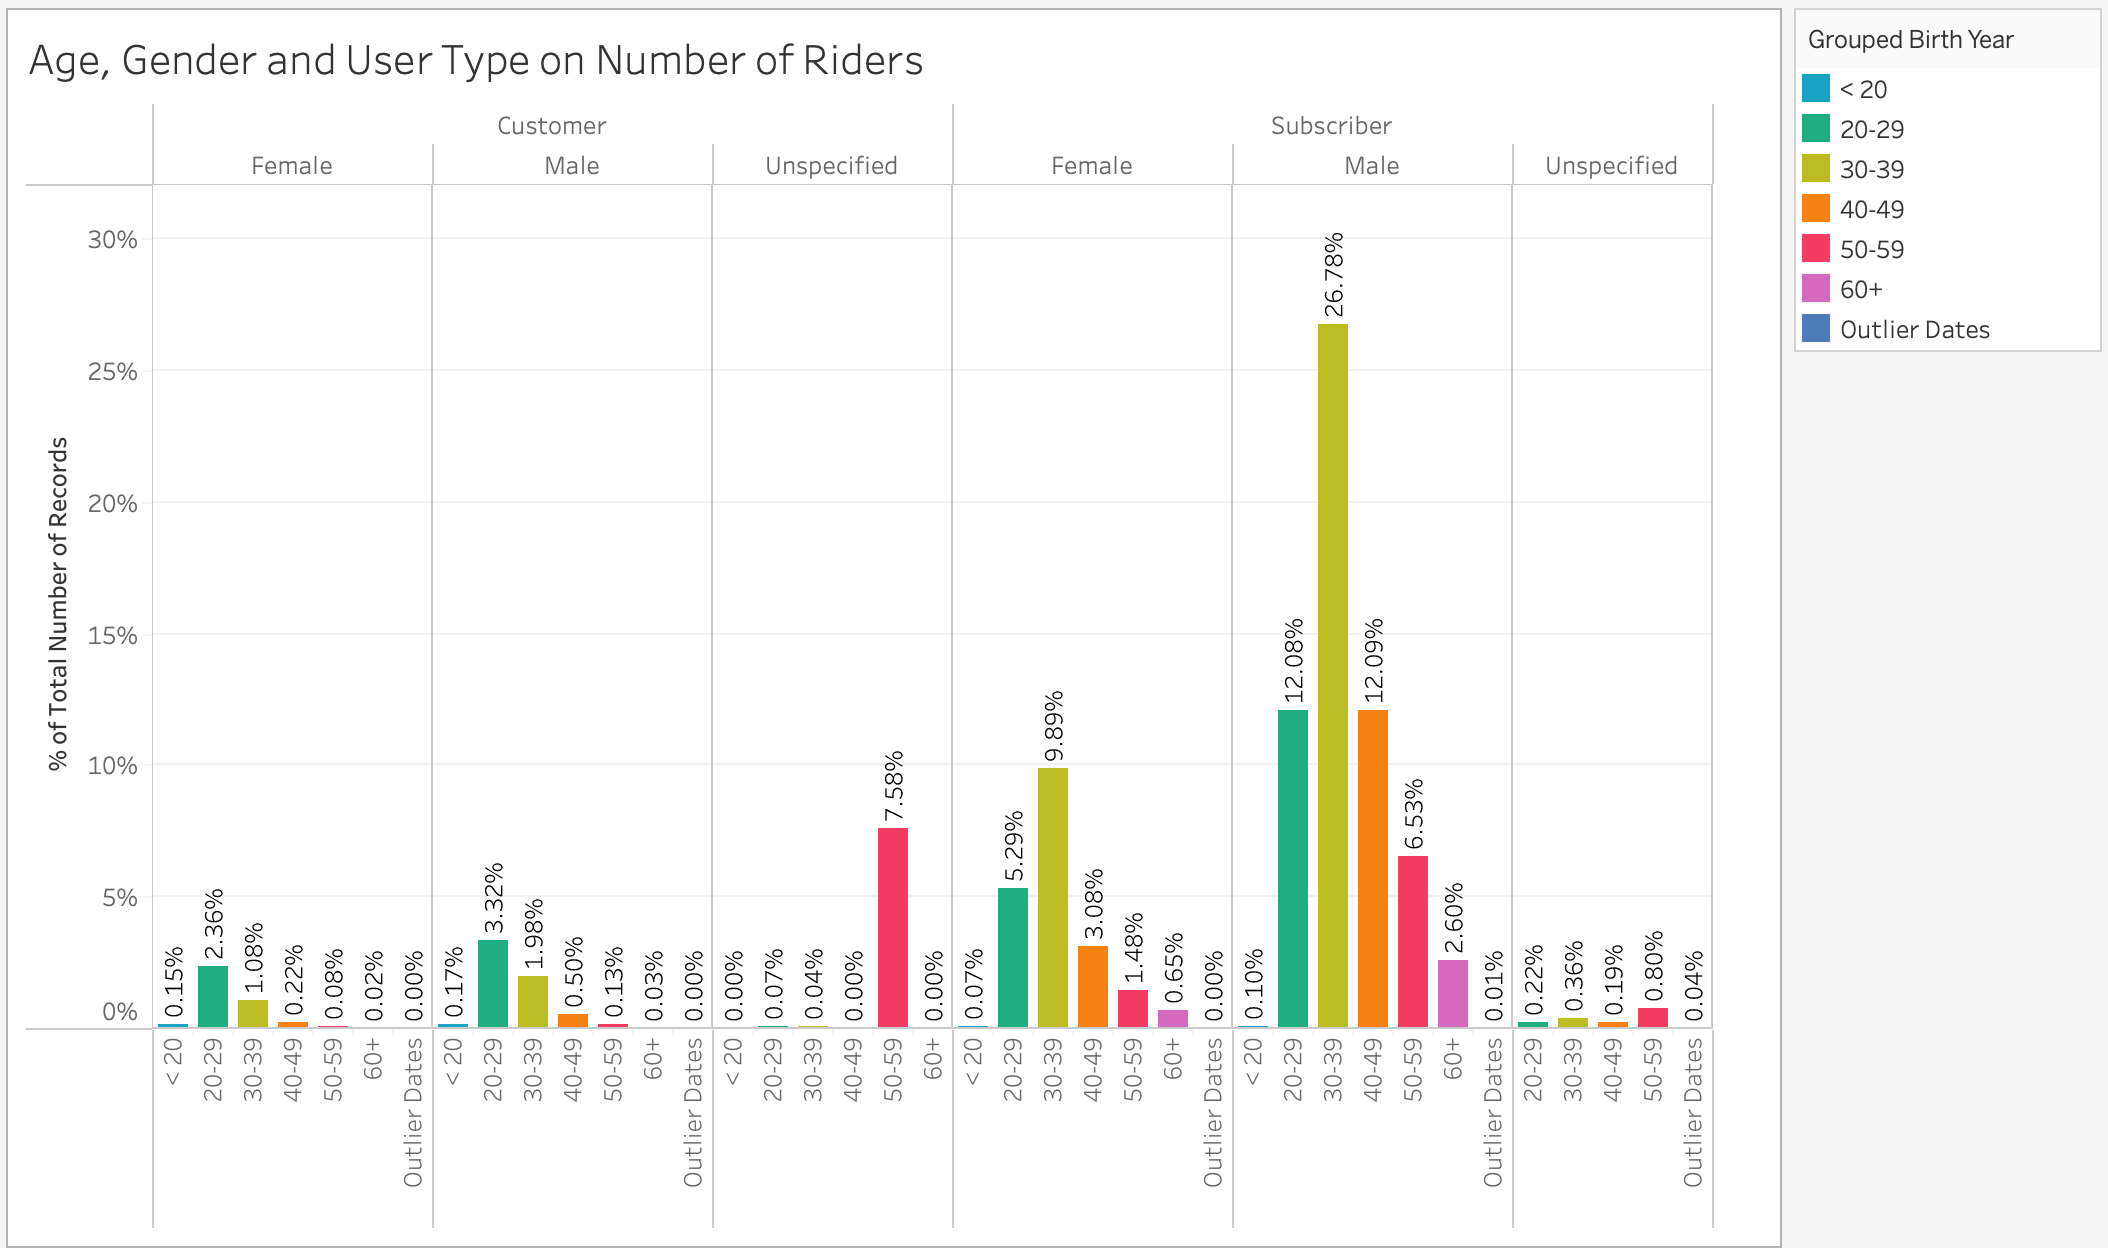 Age, Gender and User Type on Number of Riders
Customer Subscriber
Female Male Unspecified Female Male Unspecified
% of Total Number of Records
30%
25%
20%
15%
10%
5%
0%
0.15% 2.36% 1.08% 0.22% 0.08% 0.02% 0.00% 0.17% 3.32% 1.98% 0.50% 0.13% 0.03% 0.00% 0.00% 0.07% 0.04% 0.00% 7.58% 0.00% 0.07% 5.29% 9.89% 3.08% 1.48% 0.65% 0.00% 0.10% 12.08% 26.78% 12.09% 6.53% 2.60% 0.01% 0.22% 0.36% 0.19% 0.80% 0.04%
< 20 20-29 30-39 40-49 50-59 60+ Outlier Dates < 20 20-29 30-39 40-49 50-59 60+ Outlier Dates < 20 20-29 30-39 40-49 50-59 60+ < 20 20-29 30-39 40-49 50-59 60+ Outlier Dates < 20 20-29 30-39 40-49 50-59 60+ Outlier Dates 20-29 30-39 40-49 50-59 Outlier Dates
Grouped Birth Year
< 20
20-29
30-39
40-49
50-59
60+
Outlier Dates